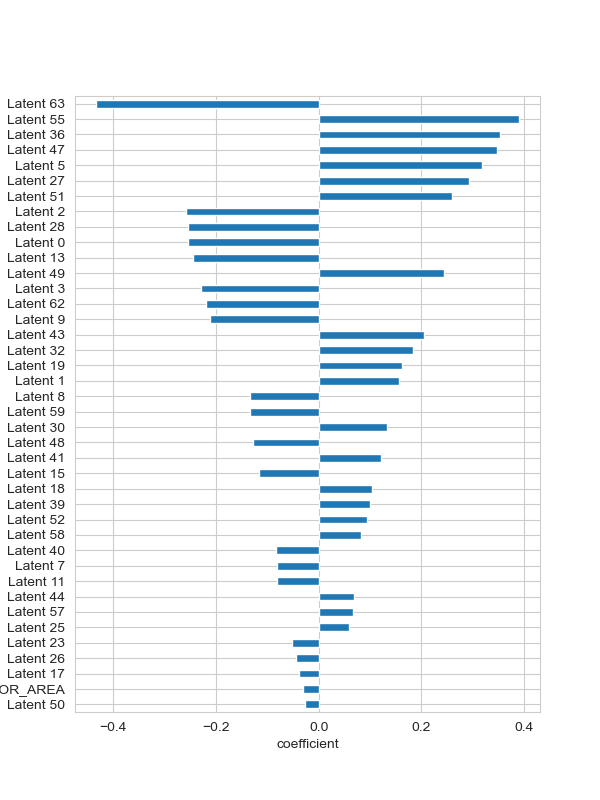 Latent 63
Latent 55
Latent 36
Latent 47
Latent 5
Latent 27
Latent 51
Latent 2
Latent 28
Latent 0
Latent 13
Latent 49
Latent 3
Latent 62
Latent 9
Latent 43
Latent 32
Latent 19
Latent 1
Latent 8
Latent 59
Latent 30
Latent 48
Latent 41
Latent 15
Latent 18
Latent 39
Latent 52
Latent 58
Latent 40
Latent 7
Latent 11
Latent 44
Latent 57
Latent 25
Latent 23
Latent 26
Latent 17
OR_AREA
Latent 50
−0.4 −0.2 0.0 0.2 0.4
coefficient